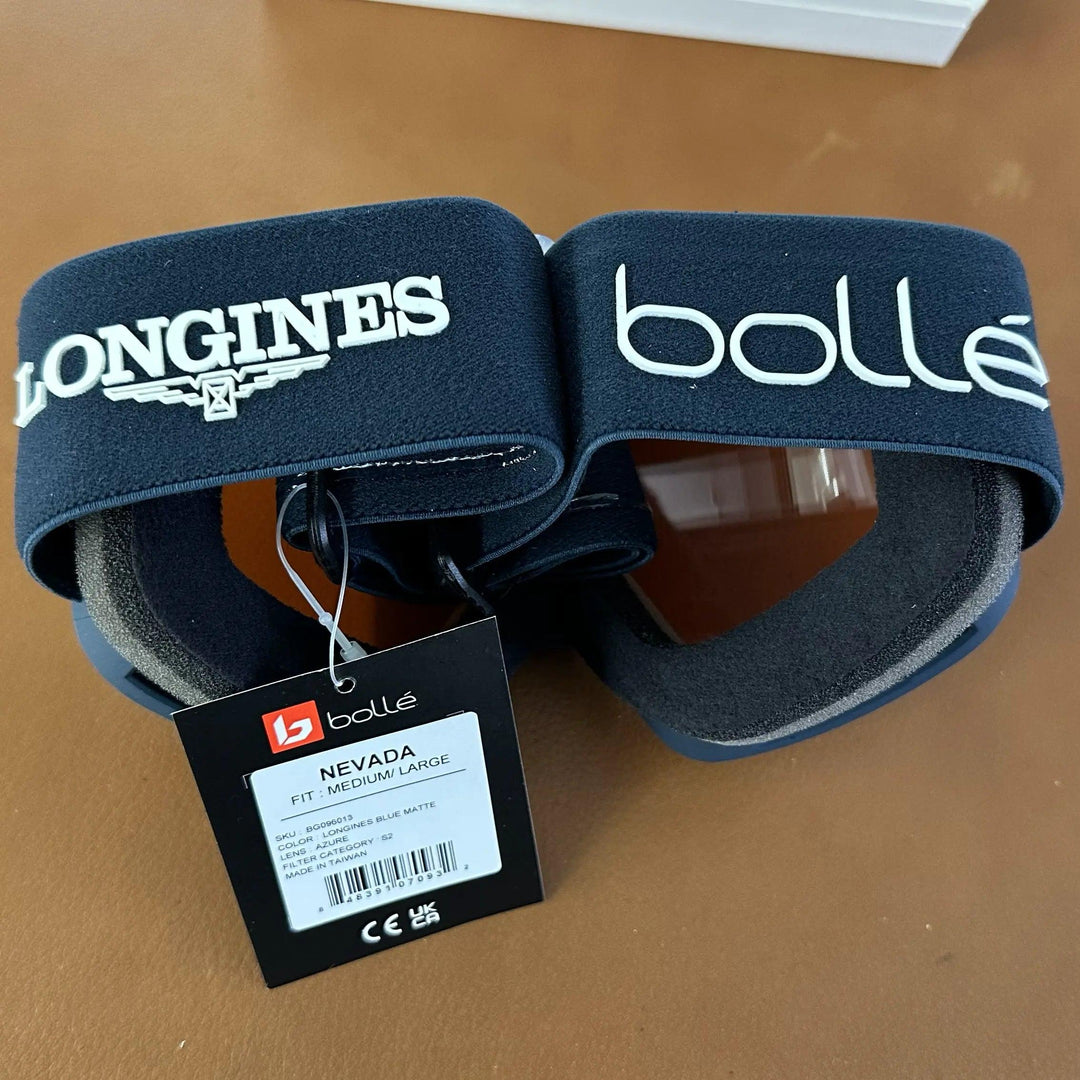 LONGINES
bollé
bollé
NEVADA
FIT : MEDIUM/ LARGE
SKU : BG096013
COLOR : LONGINES BLUE MATTE
LENS : AZURE
FILTER CATEGORY : S2
MADE IN TAIWAN
CE UK CA